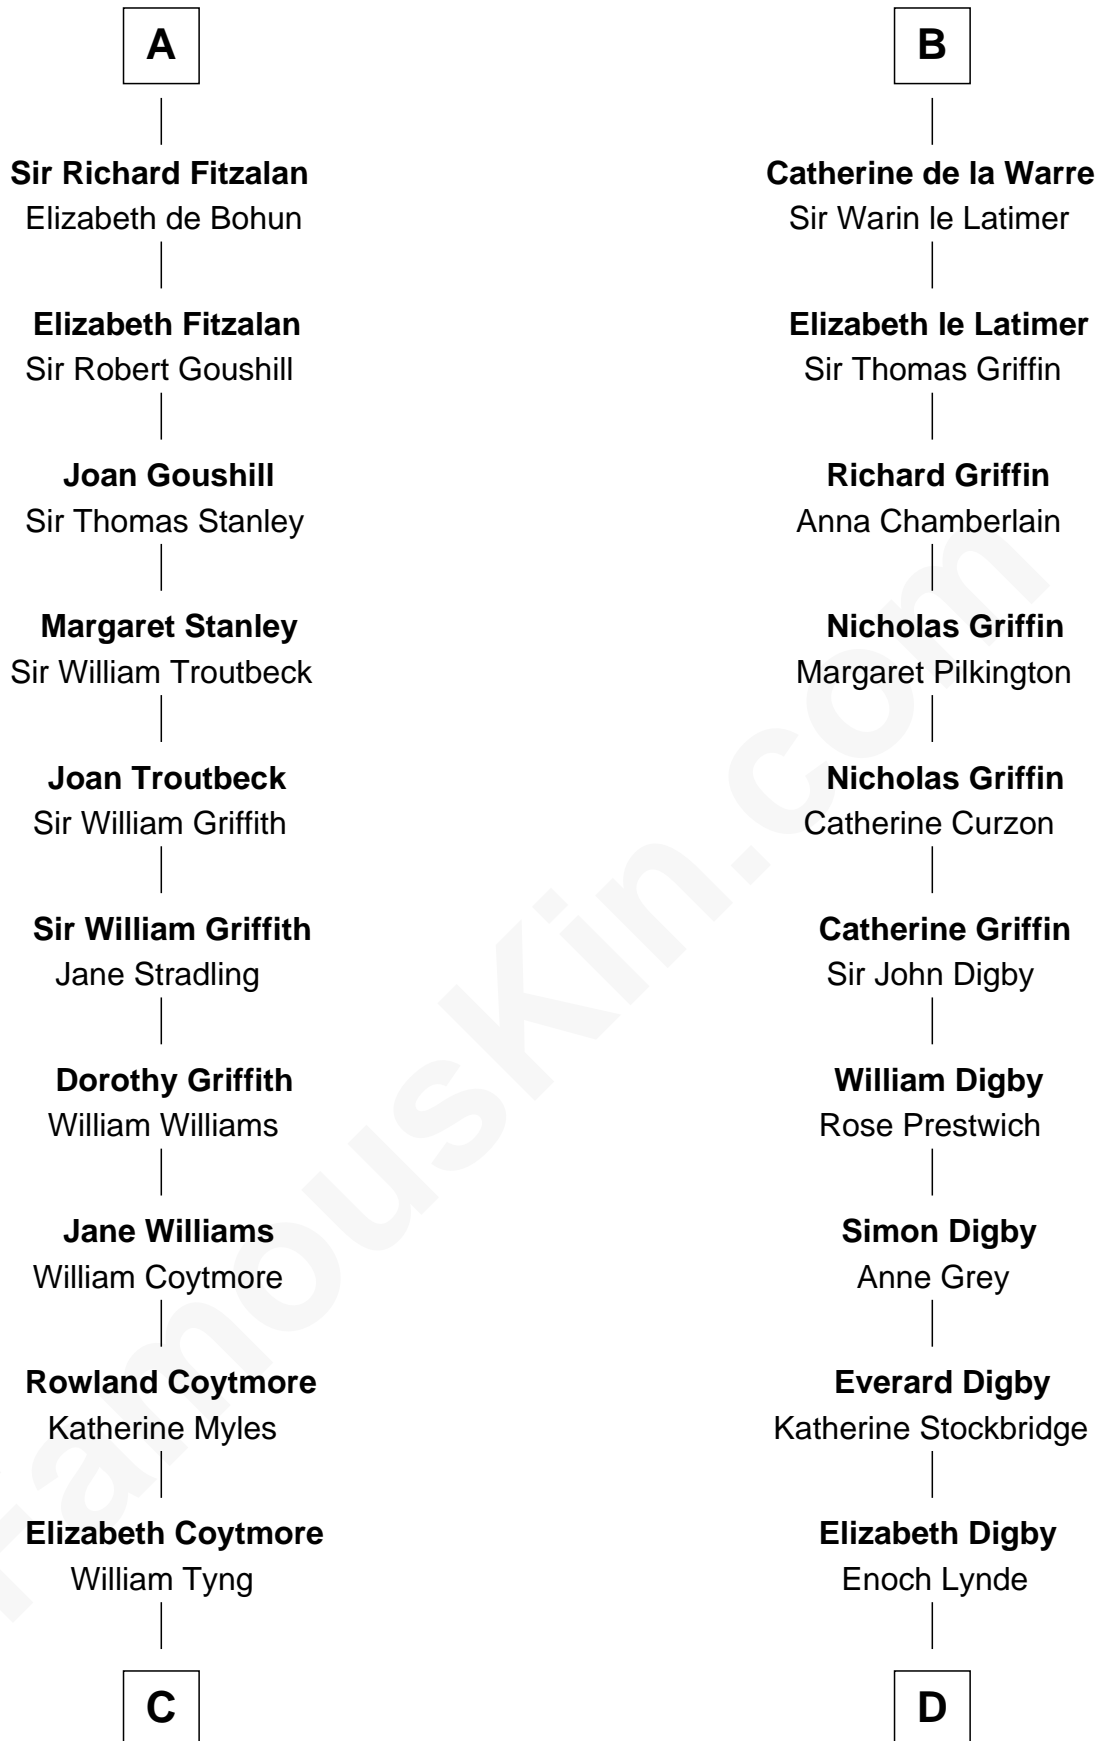 A
Sir Richard Fitzalan
Elizabeth de Bohun
Elizabeth Fitzalan
Sir Robert Goushill
Joan Goushill
Sir Thomas Stanley
Margaret Stanley
Sir William Troutbeck
Joan Troutbeck
Sir William Griffith
Sir William Griffith
Jane Stradling
Dorothy Griffith
William Williams
Jane Williams
William Coytmore
Rowland Coytmore
Katherine Myles
Elizabeth Coytmore
William Tyng
C
B
Catherine de la Warre
Sir Warin le Latimer
Elizabeth le Latimer
Sir Thomas Griffin
Richard Griffin
Anna Chamberlain
Nicholas Griffin
Margaret Pilkington
Nicholas Griffin
Catherine Curzon
Catherine Griffin
Sir John Digby
William Digby
Rose Prestwich
Simon Digby
Anne Grey
Everard Digby
Katherine Stockbridge
Elizabeth Digby
Enoch Lynde
D
FamousKin.com